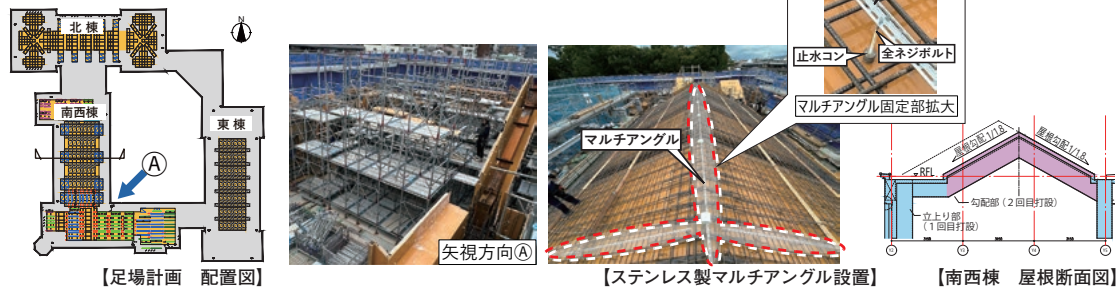 北棟
N
南西棟
東棟
Ⓐ
【足場計画　配置図】
矢視方向Ⓐ
マルチアングル
【ステンレス製マルチアングル設置】
止水コン
全ネジボルト
マルチアングル固定部拡大
屋根勾配1/1.8
屋根勾配1/1.8
RFL
勾配部(2回目打設)
立上り部
(1回目打設)
【南西棟　屋根断面図】